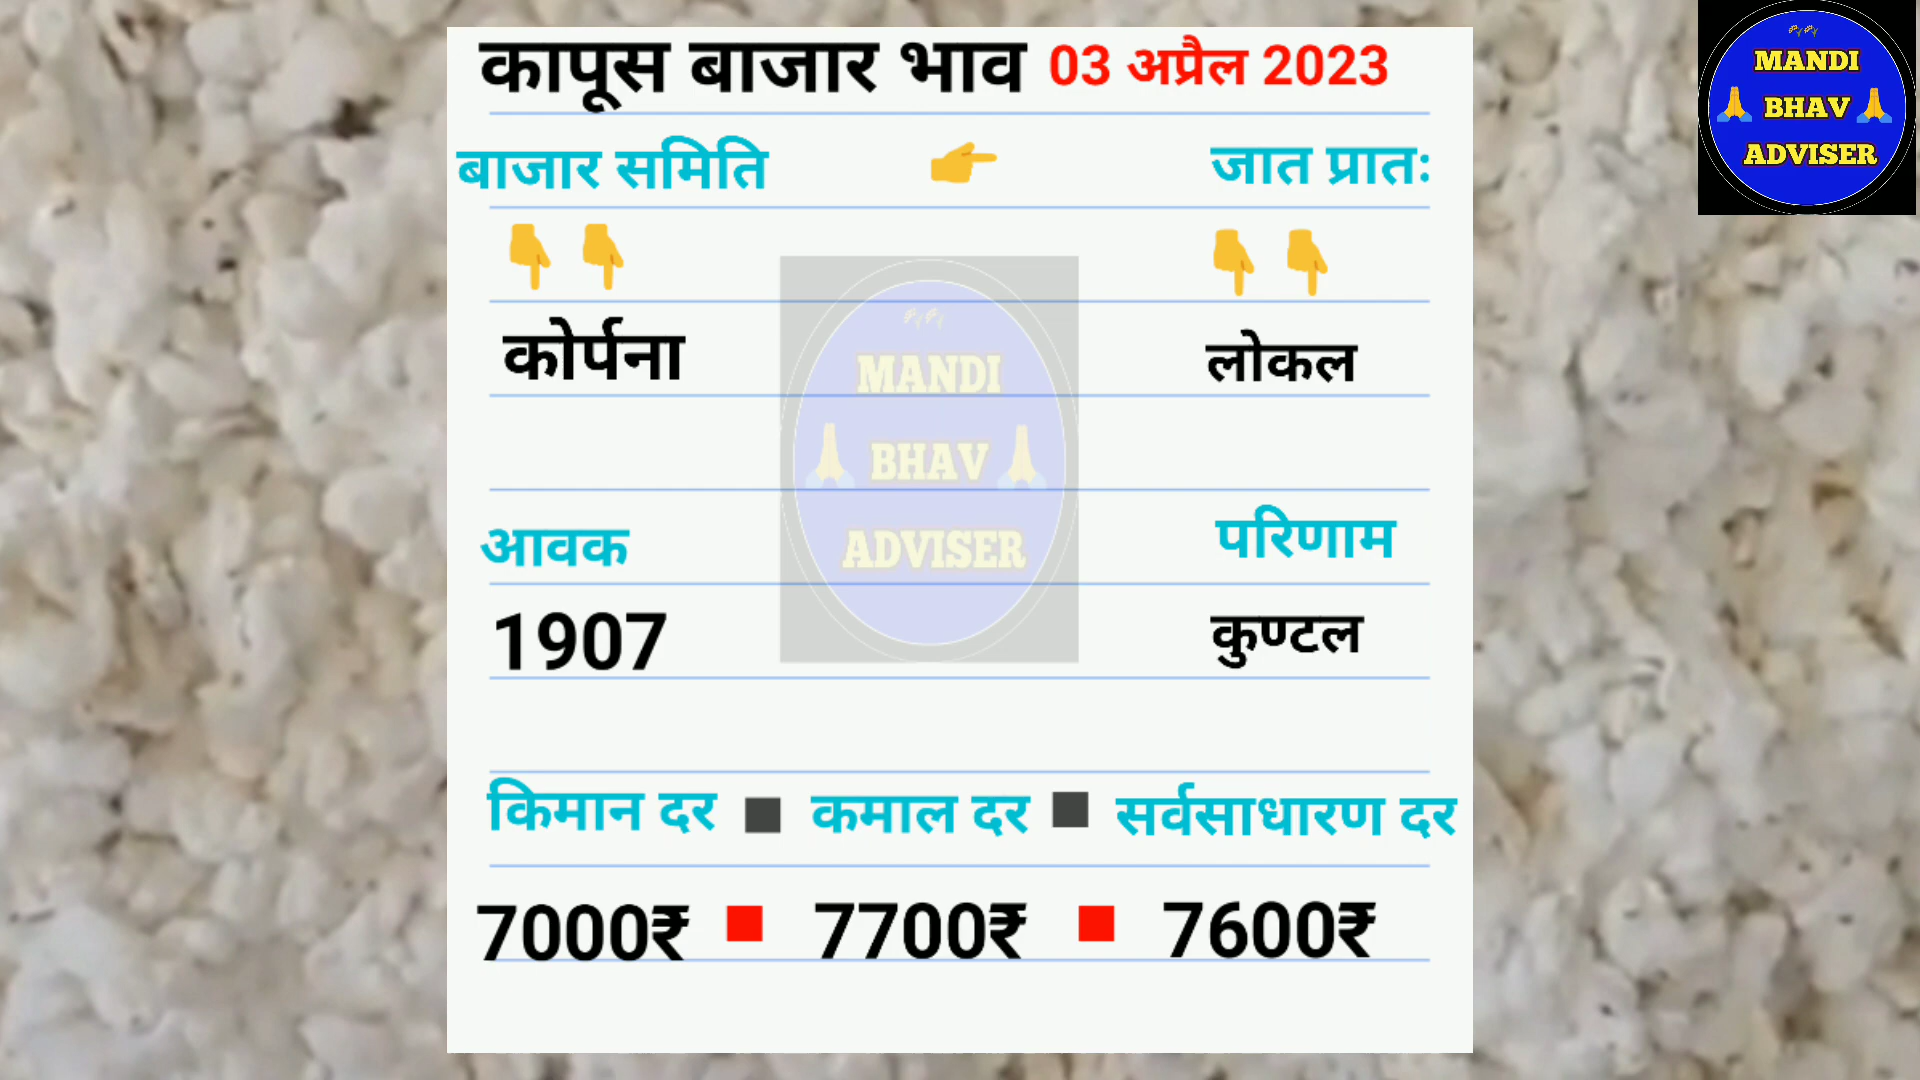 कापूस बाजार भाव 03 अप्रैल 2023
बाजार समिति 👉 जात प्रातः
👇 👇 👇 👇
कोर्पना लोकल
आवक परिणाम
1907 कुण्टल
किमान दर ◼ कमाल दर ◼ सर्वसाधारण दर
7000₹ 🟥 7700₹ 🟥 7600₹
MANDI
🙏 BHAV 🙏
ADVISER
MANDI
🙏 BHAV 🙏
ADVISER